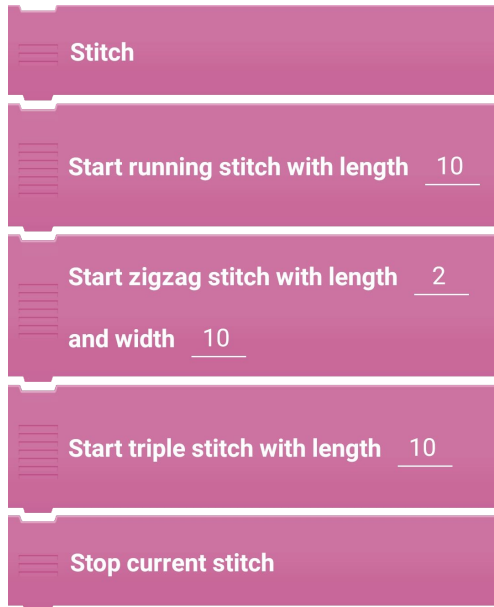 Stitch
Start running stitch with length 10
Start zigzag stitch with length 2
and width 10
Start triple stitch with length 10
Stop current stitch